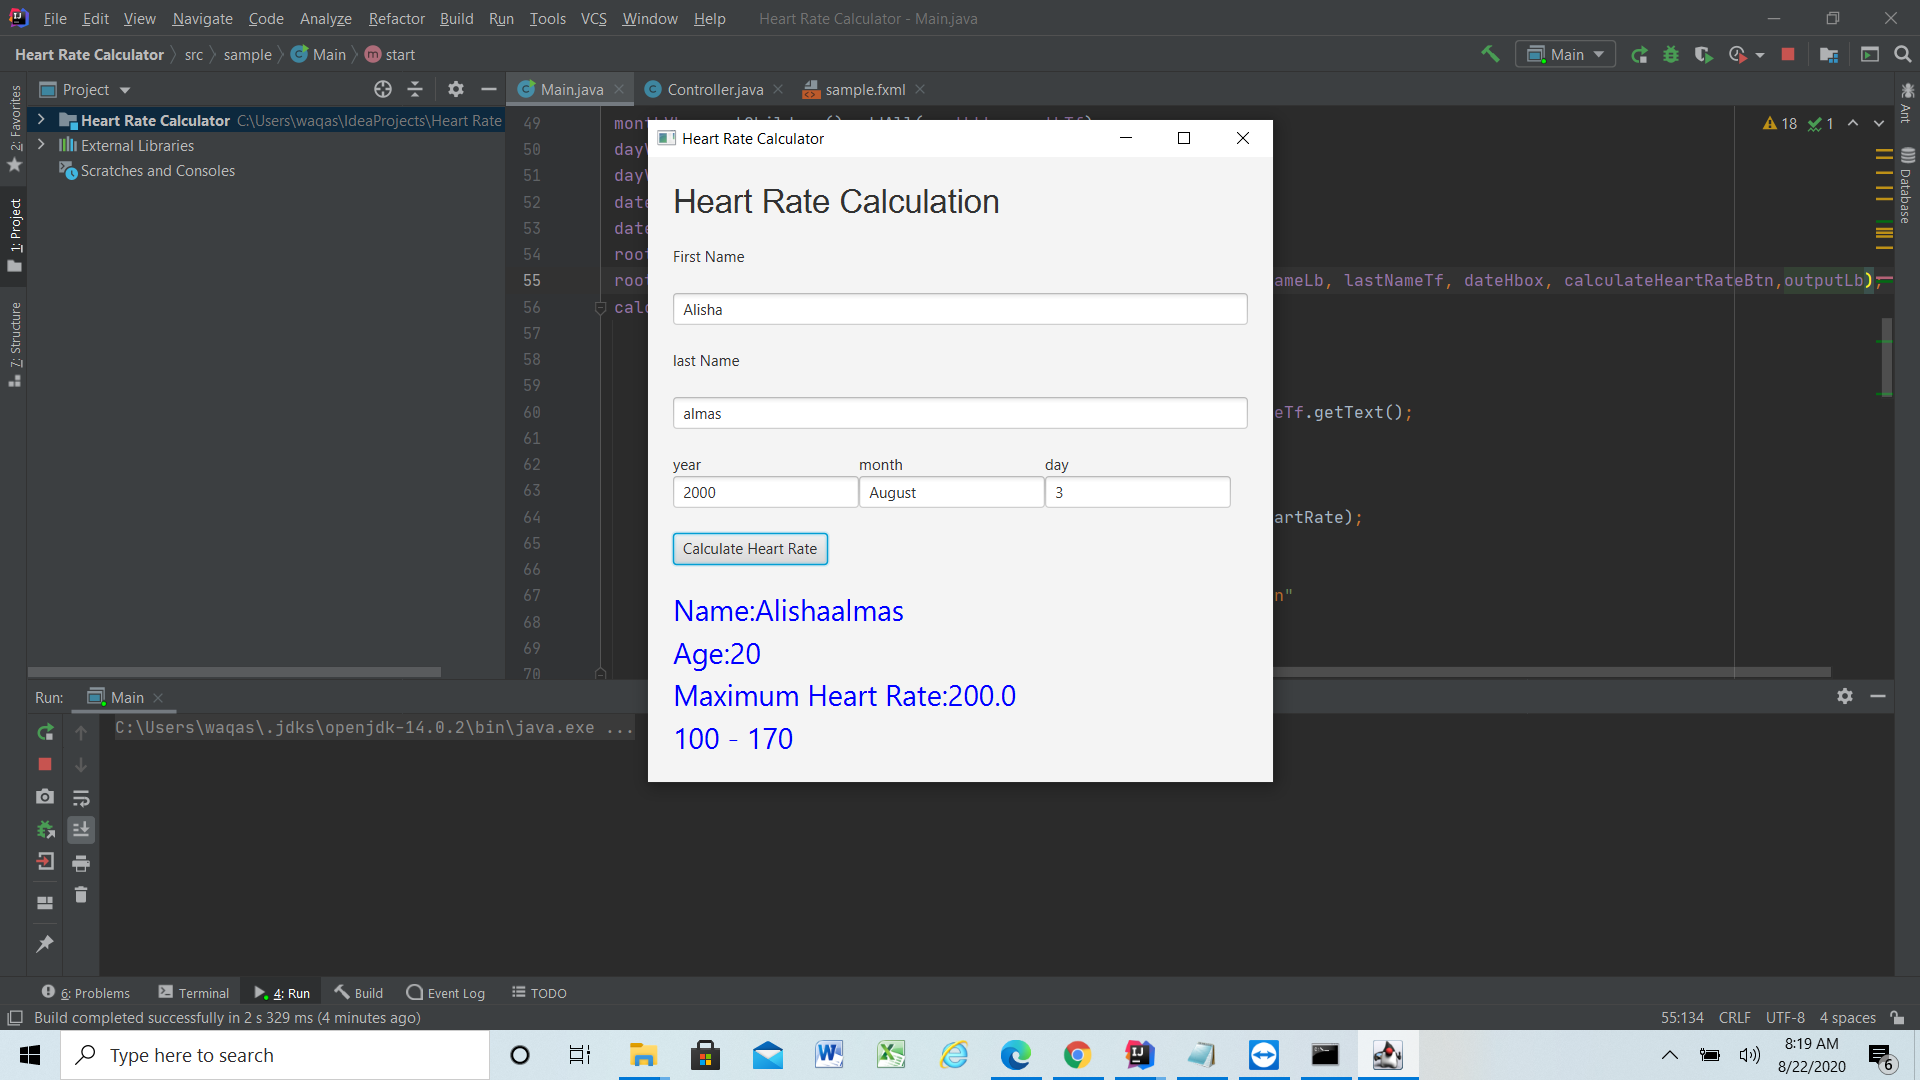 File Edit View Navigate Code Analyze Refactor Build Run Tools VCS Window Help Heart Rate Calculator - Main.java
Heart Rate Calculator src sample Main start Main
Project Main.java Controller.java sample.fxml
2: Favorites
1: Project
7: Structure
Ant
Database
Heart Rate Calculator C:\Users\waqas\IdeaProjects\Heart Rate
External Libraries
Scratches and Consoles
18 1
49
50 day
51 day
52 date
53 date
54 root
55 root ameLb, lastNameTf, dateHbox, calculateHeartRateBtn,outputLb);
56 calc
57
58
59
60 eTf.getText();
61
62
63
64 artRate);
65
66
67 n"
68
69
70
Heart Rate Calculator
Heart Rate Calculation
First Name
Alisha
last Name
almas
year month day
2000 August 3
Calculate Heart Rate
Name:Alishaalmas
Age:20
Maximum Heart Rate:200.0
100 - 170
Run: Main
C:\Users\waqas\.jdks\openjdk-14.0.2\bin\java.exe ...
6: Problems Terminal 4: Run Build Event Log TODO
Build completed successfully in 2 s 329 ms (4 minutes ago) 55:134 CRLF UTF-8 4 spaces
Type here to search
8:19 AM
8/22/2020
6